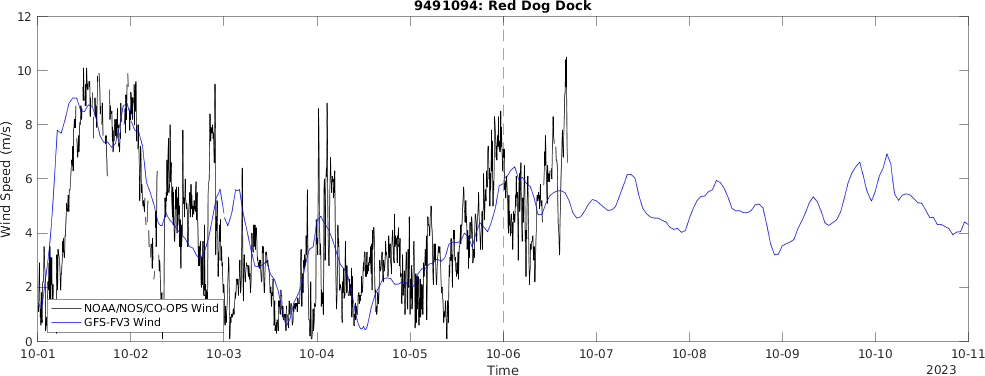 9491094: Red Dog Dock
Wind Speed (m/s)
12
10
8
6
4
2
0
NOAA/NOS/CO-OPS Wind
GFS-FV3 Wind
10-01 10-02 10-03 10-04 10-05 10-06 10-07 10-08 10-09 10-10 10-11
Time
2023